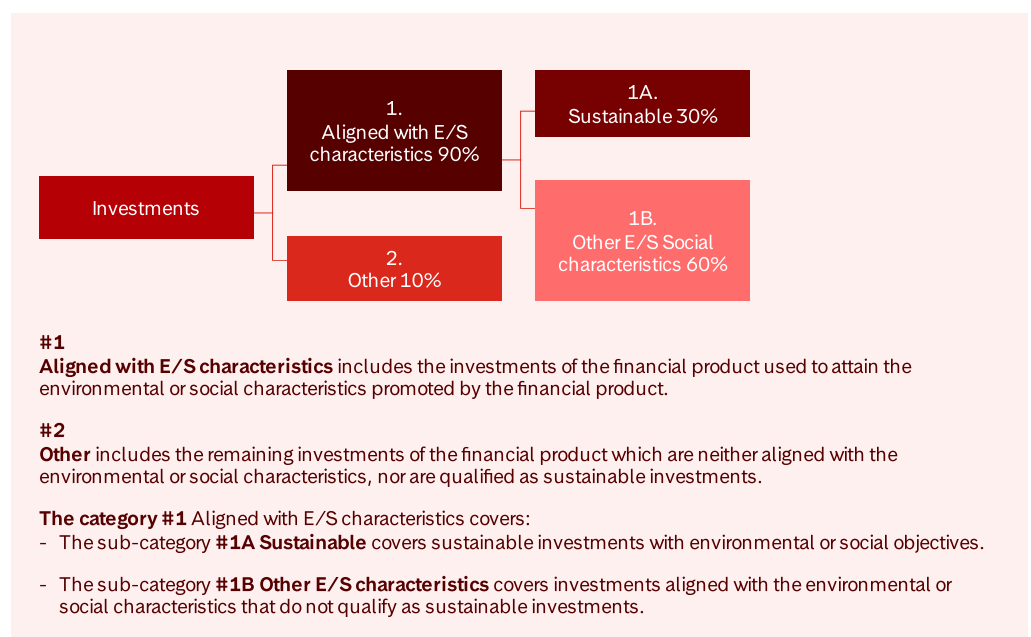 Investments
1.
Aligned with E/S
characteristics 90%
2.
Other 10%
1A.
Sustainable 30%
1B.
Other E/S Social
characteristics 60%
#1
Aligned with E/S characteristics includes the investments of the financial product used to attain the
environmental or social characteristics promoted by the financial product.
#2
Other includes the remaining investments of the financial product which are neither aligned with the
environmental or social characteristics, nor are qualified as sustainable investments.
The category #1 Aligned with E/S characteristics covers:
- The sub-category #1A Sustainable covers sustainable investments with environmental or social objectives.
- The sub-category #1B Other E/S characteristics covers investments aligned with the environmental or
social characteristics that do not qualify as sustainable investments.